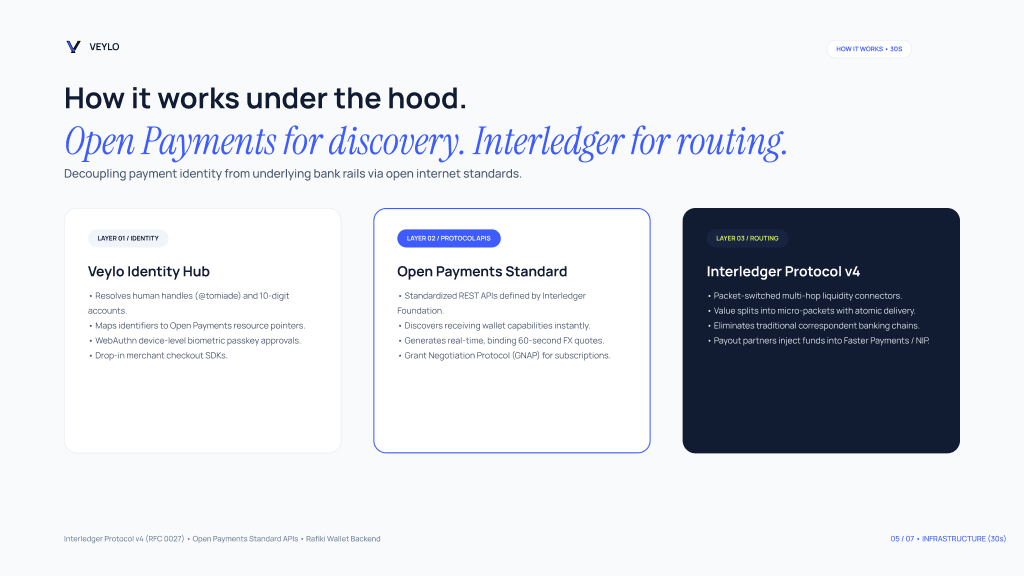 VEYLO
HOW IT WORKS • 30S
How it works under the hood.
Open Payments for discovery. Interledger for routing.
Decoupling payment identity from underlying bank rails via open internet standards.
LAYER 01 / IDENTITY
Veylo Identity Hub
• Resolves human handles (@tomiade) and 10-digit
accounts.
• Maps identifiers to Open Payments resource pointers.
• WebAuthn device-level biometric passkey approvals.
• Drop-in merchant checkout SDKs.
LAYER 02 / PROTOCOL APIS
Open Payments Standard
• Standardized REST APIs defined by Interledger
Foundation.
• Discovers receiving wallet capabilities instantly.
• Generates real-time, binding 60-second FX quotes.
• Grant Negotiation Protocol (GNAP) for subscriptions.
LAYER 03 / ROUTING
Interledger Protocol v4
• Packet-switched multi-hop liquidity connectors.
• Value splits into micro-packets with atomic delivery.
• Eliminates traditional correspondent banking chains.
• Payout partners inject funds into Faster Payments / NIP.
Interledger Protocol v4 (RFC 0027) • Open Payments Standard APIs • Rafiki Wallet Backend
05 / 07 • INFRASTRUCTURE (30s)